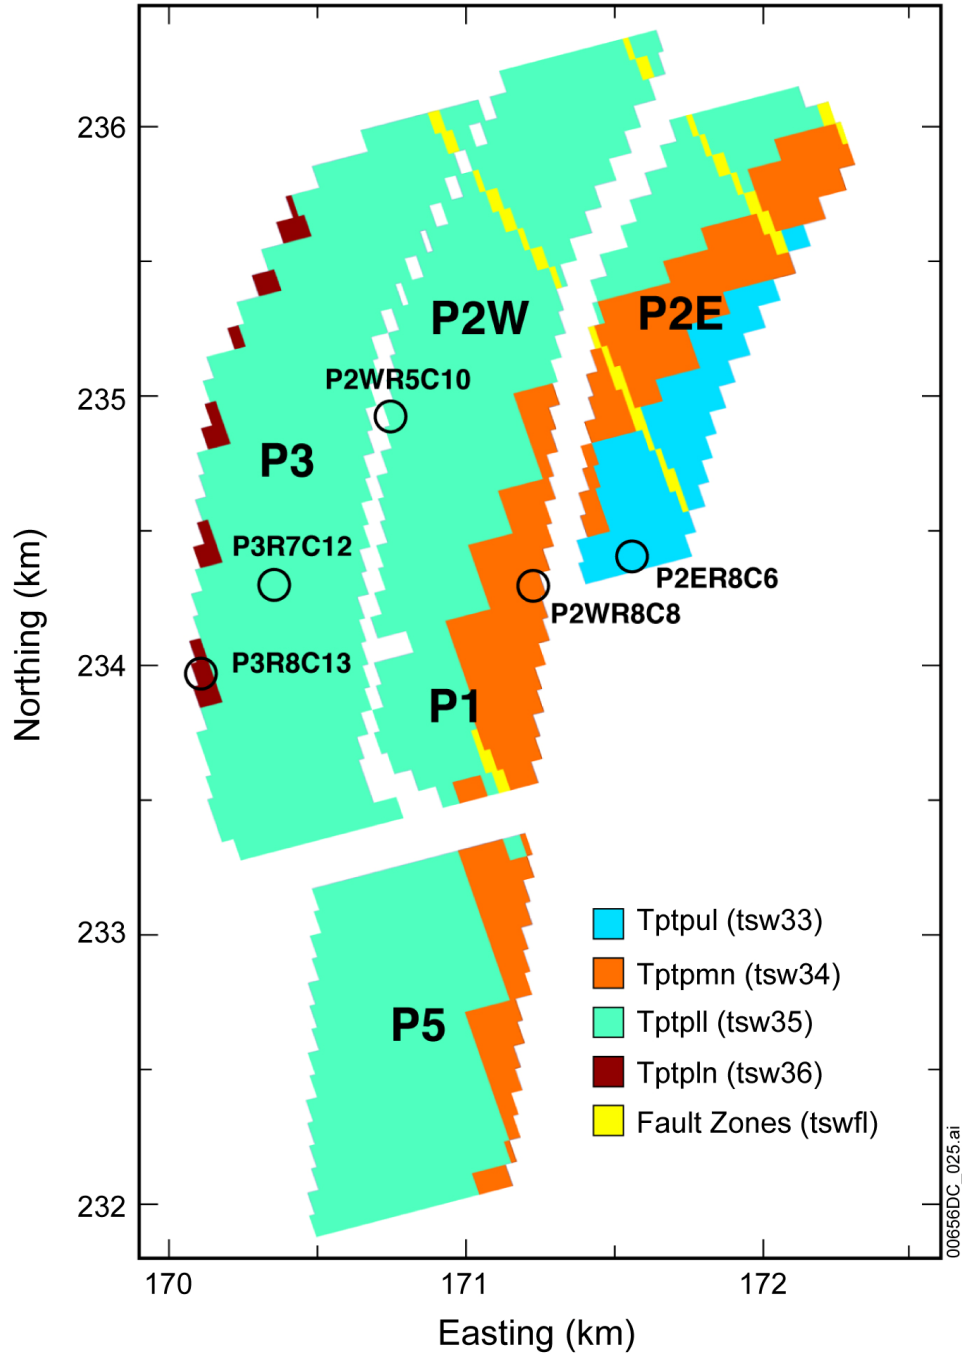 236
235
234
233
232
Northing (km)
P2W
P2E
P2WR5C10
P3
P3R7C12
P2ER8C6
P2WR8C8
P3R8C13
P1
P5
Tptpul (tsw33)
Tptpmn (tsw34)
Tptpll (tsw35)
Tptpln (tsw36)
Fault Zones (tswfl)
00656DC_025.ai
170
171
172
Easting (km)